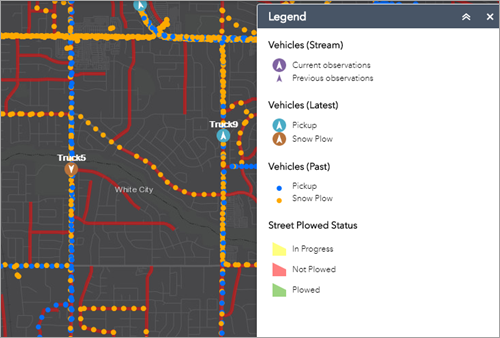 Truck9
Truck5
White City
Legend
Vehicles (Stream)
Current observations
Previous observations
Vehicles (Latest)
Pickup
Snow Plow
Vehicles (Past)
Pickup
Snow Plow
Street Plowed Status
In Progress
Not Plowed
Plowed